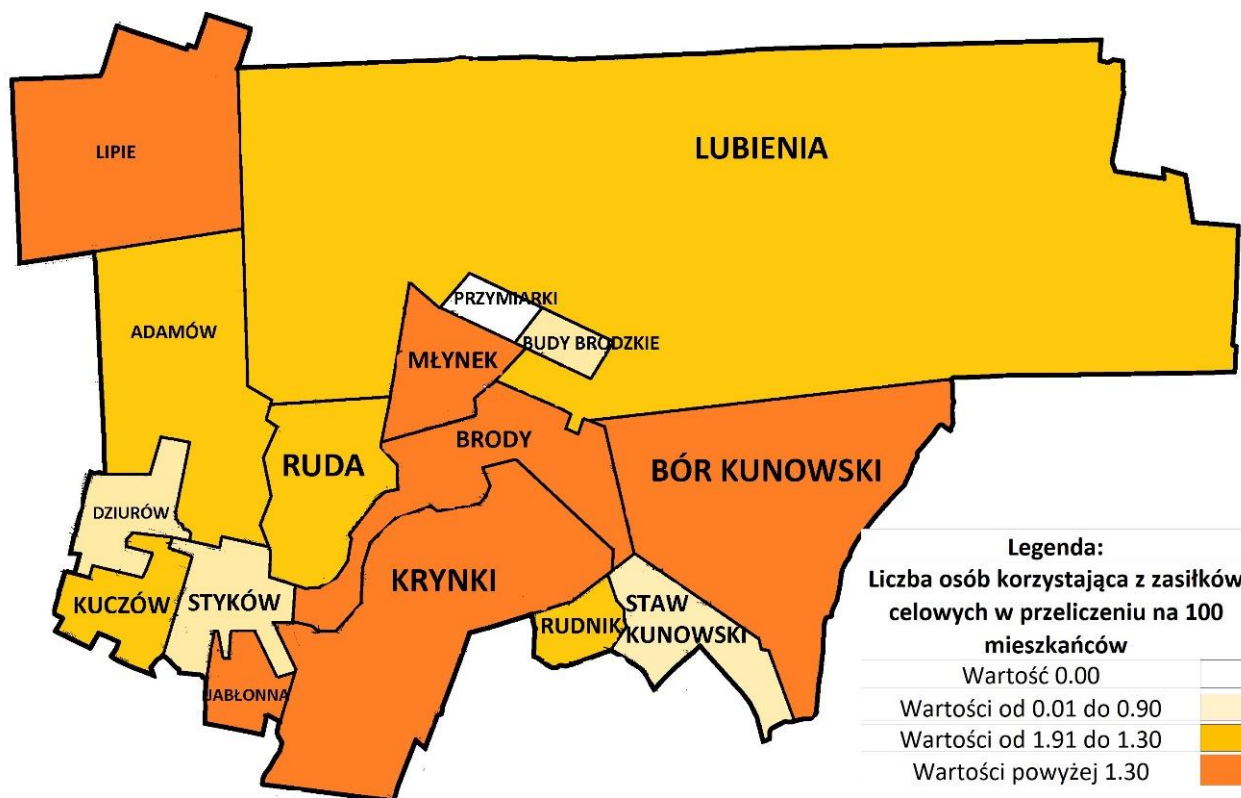 LIPIE
LUBIENIA
ADAMÓW
PRZYMIARKI
BUDY BRODZKIE
MŁYNEK
BRODY
RUDA
BÓR KUNOWSKI
DZIURÓW
KRYNKI
KUCZÓW
STYKÓW
STAW
KUNOWSKI
RUDNIK
JABŁONNA
Legenda:
Liczba osób korzystająca z zasiłków
celowych w przeliczeniu na 100
mieszkańców
Wartość 0.00
Wartości od 0.01 do 0.90
Wartości od 1.91 do 1.30
Wartości powyżej 1.30